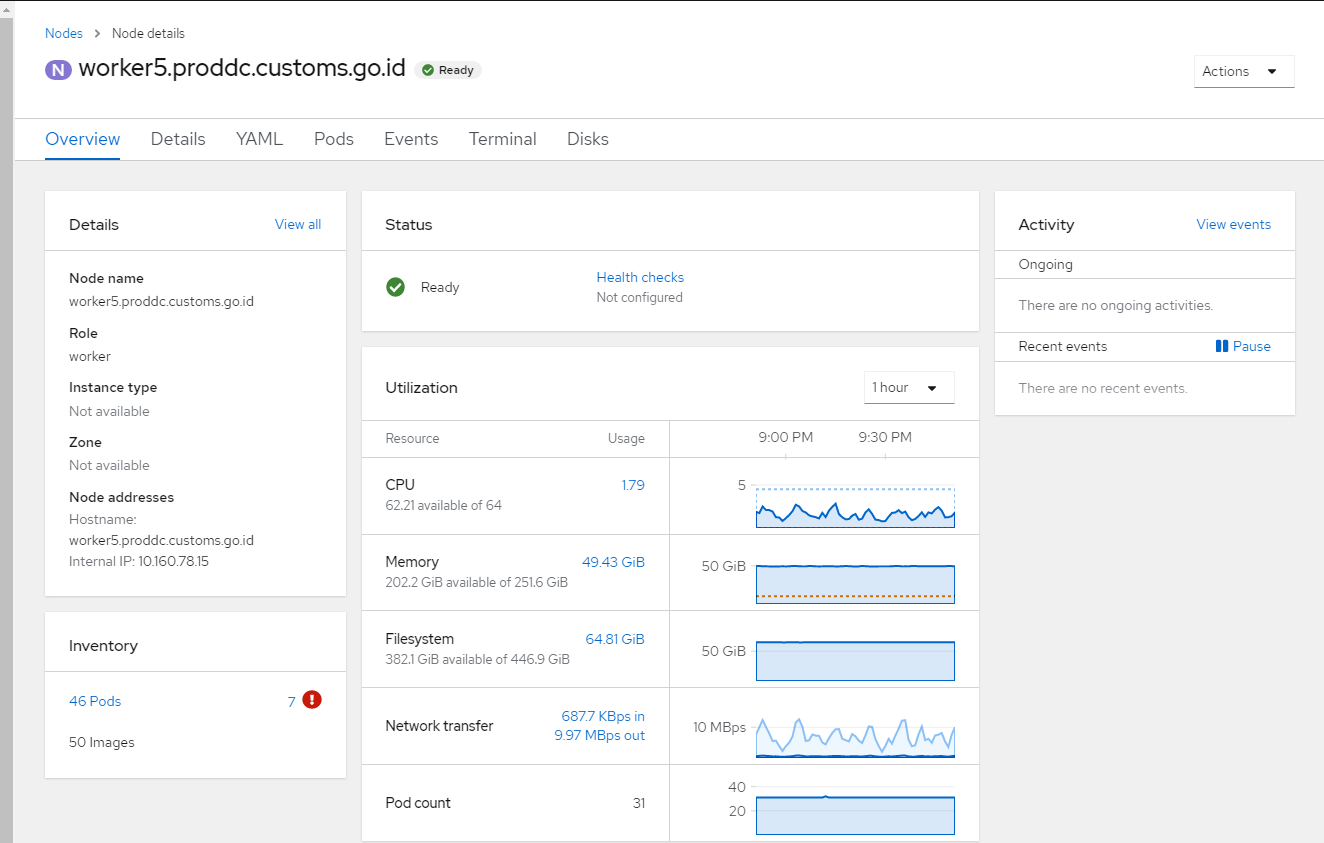 Nodes > Node details
N worker5.proddc.customs.go.id Ready
Actions
Overview Details YAML Pods Events Terminal Disks
Details View all
Node name
worker5.proddc.customs.go.id
Role
worker
Instance type
Not available
Zone
Not available
Node addresses
Hostname:
worker5.proddc.customs.go.id
Internal IP: 10.160.78.15
Inventory
46 Pods 7
50 Images
Status
Ready
Health checks
Not configured
Utilization 1 hour
Resource Usage 9:00 PM 9:30 PM
CPU 1.79
62.21 available of 64
5
Memory 49.43 GiB
202.2 GiB available of 251.6 GiB
50 GiB
Filesystem 64.81 GiB
382.1 GiB available of 446.9 GiB
50 GiB
Network transfer 687.7 KBps in
9.97 MBps out
10 MBps
Pod count 31
40
20
Activity View events
Ongoing
There are no ongoing activities.
Recent events Pause
There are no recent events.